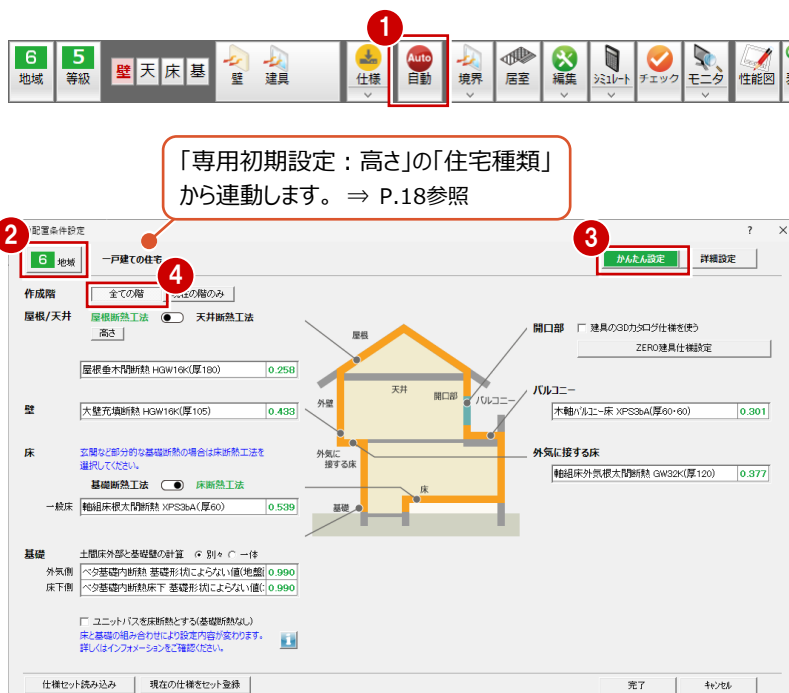 1
6
地域
5
等級
壁 天 床 基
壁
建具
仕様
Auto
自動
境界
居室
編集
ｼﾐｭﾚｰﾄ
チェック
モニタ
性能図
「専用初期設定：高さ」の「住宅種類」
から連動します。 ⇒ P.18参照
2
配置条件設定
? ×
6 地域
一戸建ての住宅
3
かんたん設定
詳細設定
4
作成階
全ての階
現在の階のみ
屋根/天井
屋根断熱工法
天井断熱工法
高さ
屋根垂木間断熱 HGW16K(厚180)
0.258
壁
大壁充填断熱 HGW16K(厚105)
0.433
床
玄関など部分的な基礎断熱の場合は床断熱工法を
選択してください。
基礎断熱工法
床断熱工法
一般床
軸組床根太間断熱 XPS3bA(厚60)
0.539
基礎
土間床外部と基礎壁の計算
別々
一体
外気側
ベタ基礎内断熱 基礎形状によらない値(地盤
0.990
床下側
ベタ基礎内断熱床下 基礎形状によらない値(
0.990
ユニットバスを床断熱とする(基礎断熱なし)
床と基礎の組み合わせにより設定内容が変わります。
詳しくはインフォメーションをご確認ください。
i
屋根
天井
開口部
バルコニー
外壁
外気に
接する床
床
基礎
開口部
建具の3Dカタログ仕様を使う
ZERO建具仕様設定
バルコニー
木軸バルコニー床 XPS3bA(厚60・60)
0.301
外気に接する床
軸組床外気根太間断熱 GW32K(厚120)
0.377
仕様セット読み込み
現在の仕様をセット登録
完了
ｷｬﾝｾﾙ